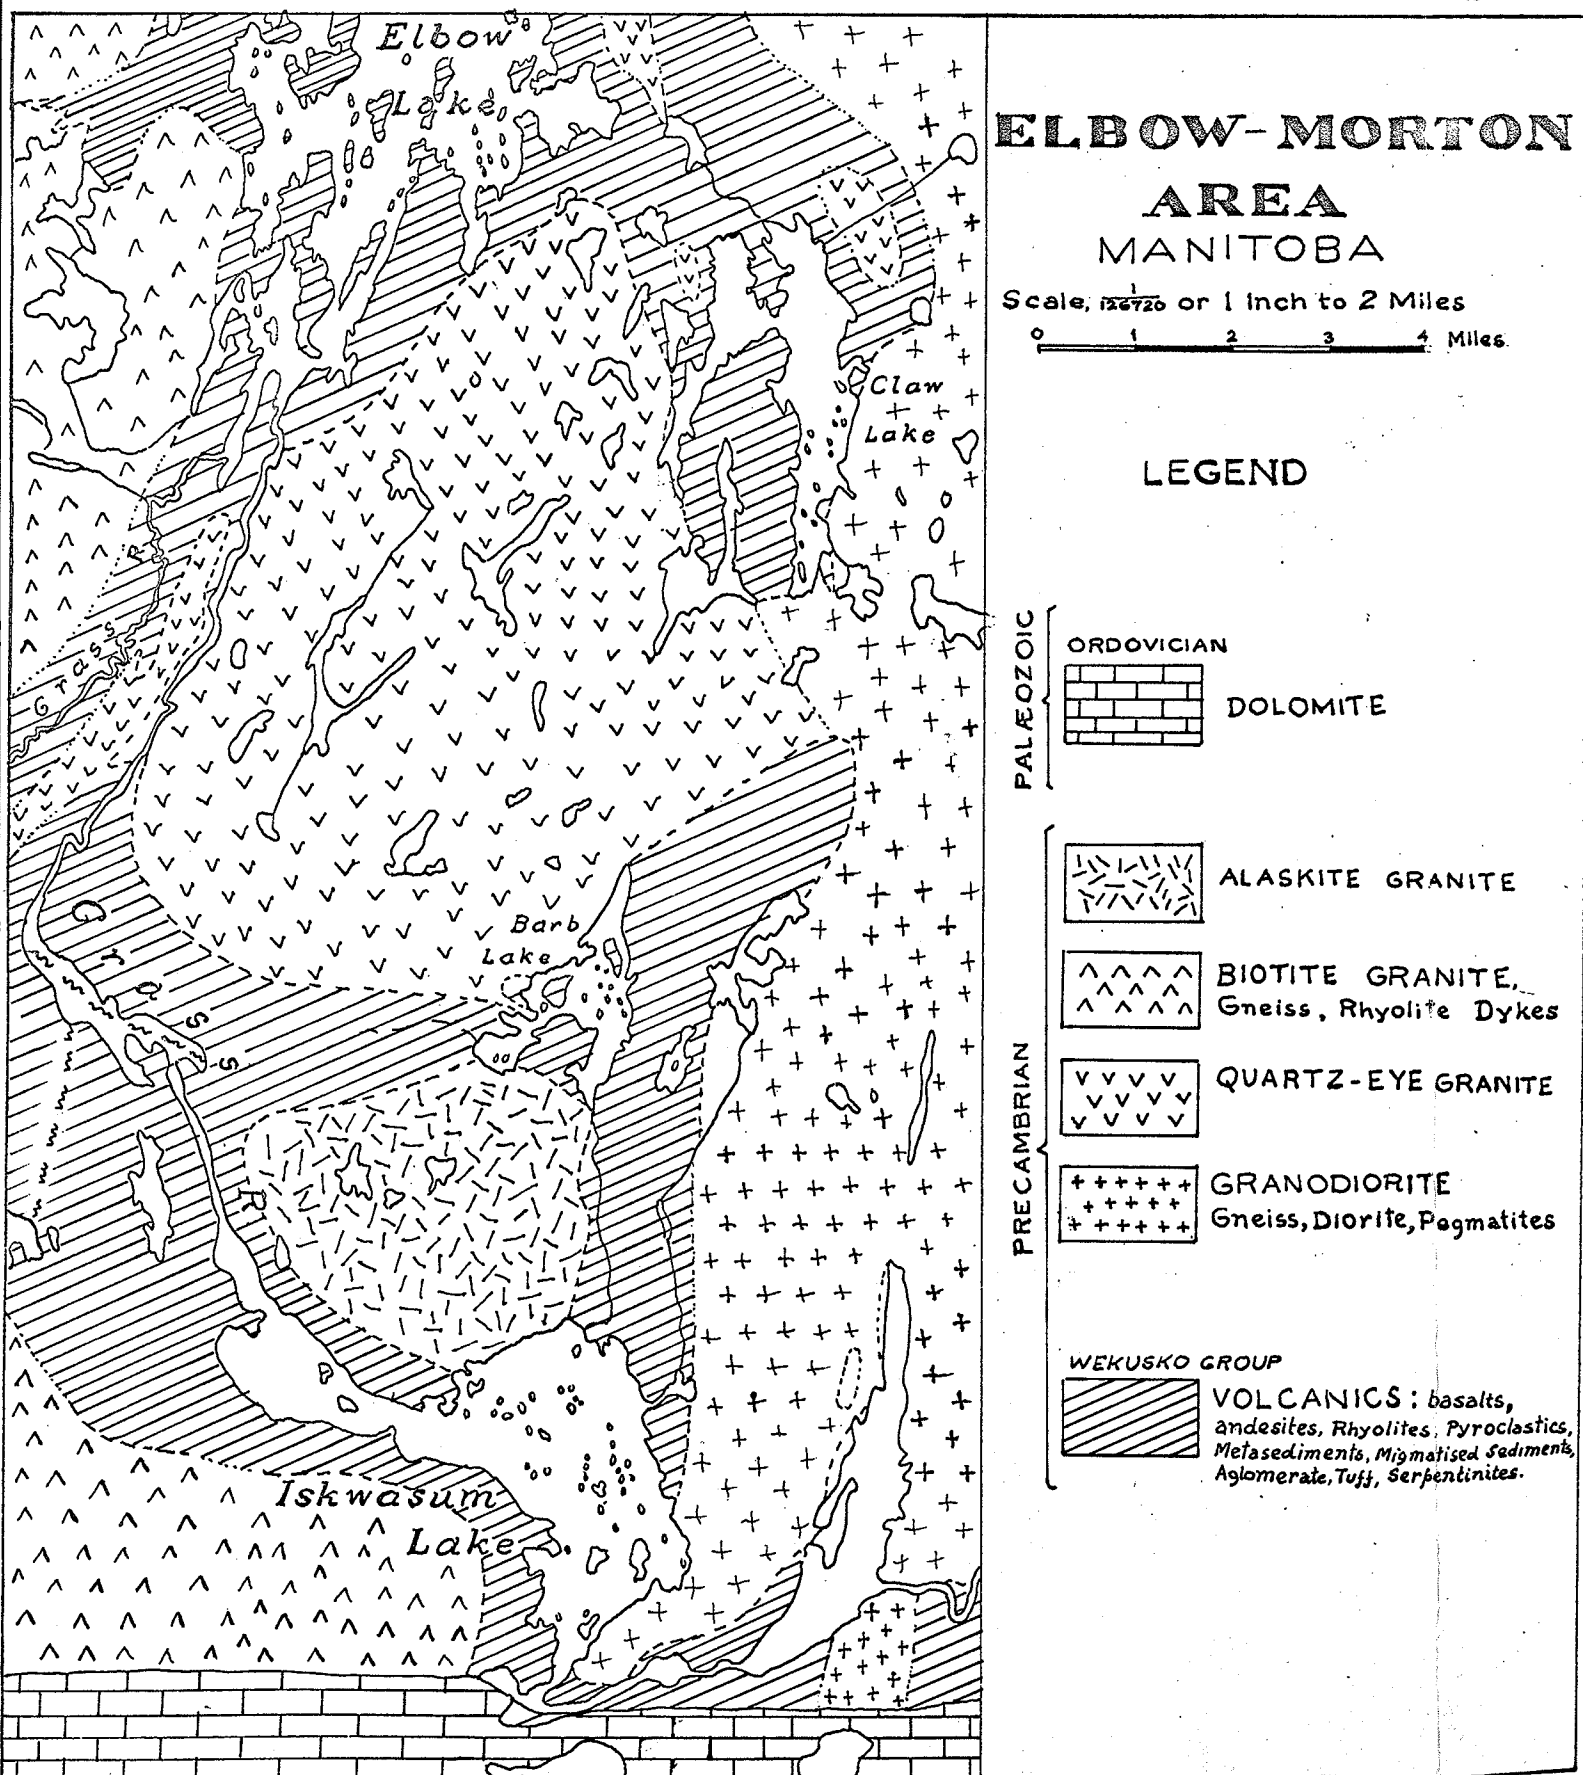 Elbow
Lake
Claw
Lake
Grass
R
Barb
Lake
Grass
R
Iskwasum
Lake
ELBOW-MORTON
AREA
MANITOBA
Scale, 1/126720 or 1 Inch to 2 Miles
0 1 2 3 4 Miles.
LEGEND
PALÆOZOIC
ORDOVICIAN
DOLOMITE
PRECAMBRIAN
ALASKITE GRANITE
BIOTITE GRANITE,
Gneiss, Rhyolite Dykes
QUARTZ-EYE GRANITE
GRANODIORITE
Gneiss, Diorite, Pegmatites
WEKUSKO GROUP
VOLCANICS: basalts,
andesites, Rhyolites, Pyroclastics,
Metasediments, Migmatised Sediments,
Aglomerate, Tuff, Serpentinites.